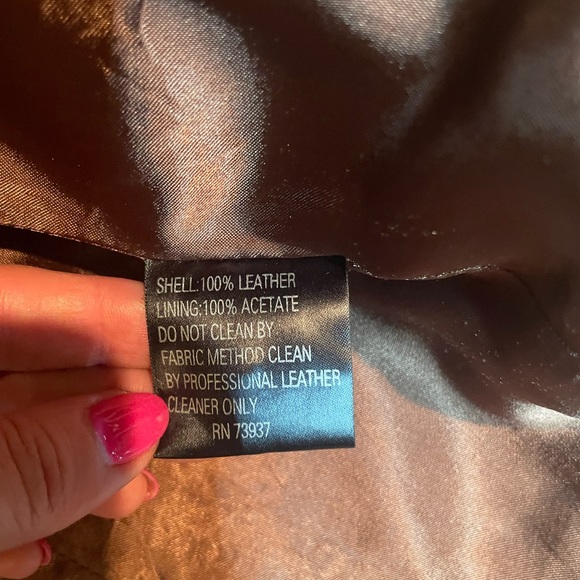 SHELL:100% LEATHER
LINING:100% ACETATE
DO NOT CLEAN BY
FABRIC METHOD CLEAN
BY PROFESSIONAL LEATHER
CLEANER ONLY
RN 73937